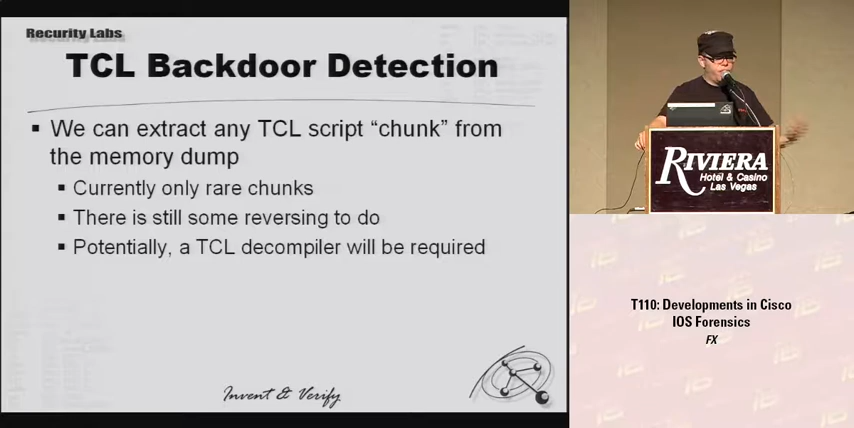 Recurity Labs
TCL Backdoor Detection
We can extract any TCL script “chunk” from
the memory dump
Currently only rare chunks
There is still some reversing to do
Potentially, a TCL decompiler will be required
Invent & Verify
RIVIERA
Hotel & Casino
Las Vegas
T110: Developments in Cisco
IOS Forensics
FX